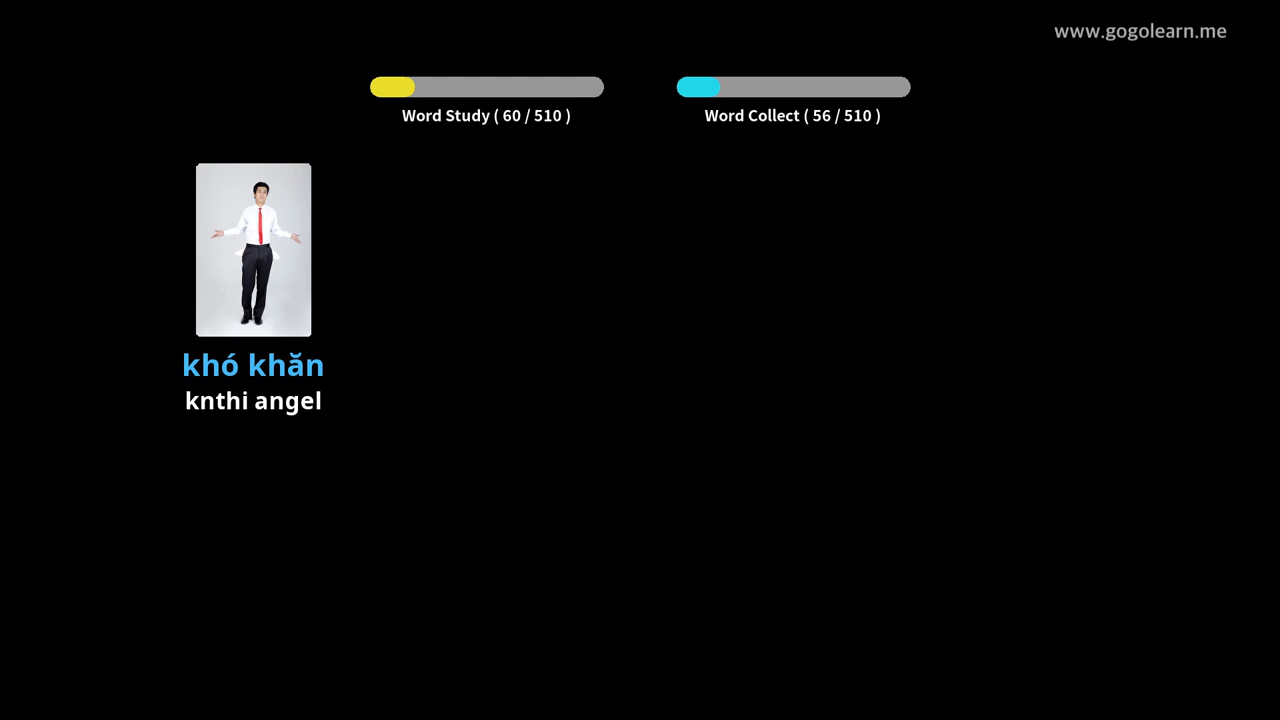 www.gogolearn.me
Word Study ( 60 / 510 )
Word Collect ( 56 / 510 )
khó khăn
knthi angel